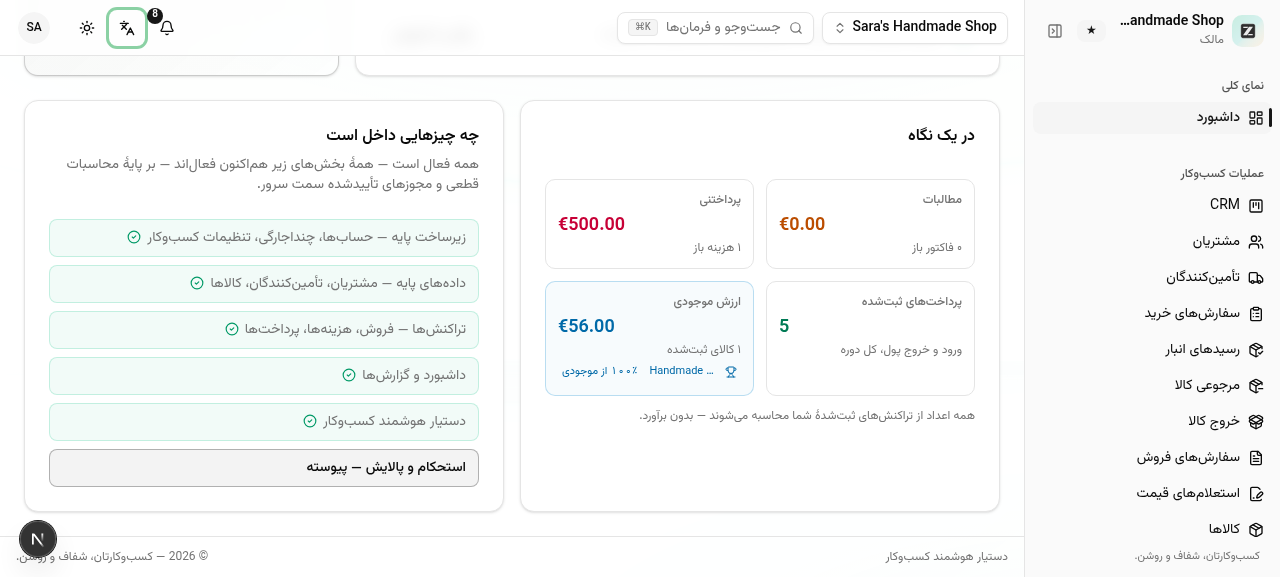 ...andmade Shop
مالک
نمای کلی
داشبورد
عملیات کسب‌وکار
CRM
مشتریان
تأمین‌کنندگان
سفارش‌های خرید
رسیدهای انبار
مرجوعی کالا
خروج کالا
سفارش‌های فروش
استعلام‌های قیمت
کالاها
کسب‌وکارتان، شفاف و روشن.
Sara's Handmade Shop
جست‌وجو و فرمان‌ها
⌘K
8
SA
در یک نگاه
مطالبات
€0.00
۰ فاکتور باز
پرداختنی
€500.00
۱ هزینه باز
پرداخت‌های ثبت‌شده
5
ورود و خروج پول، کل دوره
ارزش موجودی
€56.00
۱ کالای ثبت‌شده
Handmade ...
۱۰۰٪ از موجودی
همه اعداد از تراکنش‌های ثبت‌شدهٔ شما محاسبه می‌شوند — بدون برآورد.
چه چیزهایی داخل است
همه فعال است — همهٔ بخش‌های زیر هم‌اکنون فعال‌اند — بر پایهٔ محاسبات
قطعی و مجوزهای تأییدشده سمت سرور.
زیرساخت پایه — حساب‌ها، چنداجارگی، تنظیمات کسب‌وکار
داده‌های پایه — مشتریان، تأمین‌کنندگان، کالاها
تراکنش‌ها — فروش، هزینه‌ها، پرداخت‌ها
داشبورد و گزارش‌ها
دستیار هوشمند کسب‌وکار
استحکام و پالایش — پیوسته
دستیار هوشمند کسب‌وکار
© 2026 — کسب‌وکارتان، شفاف و روشن.
N